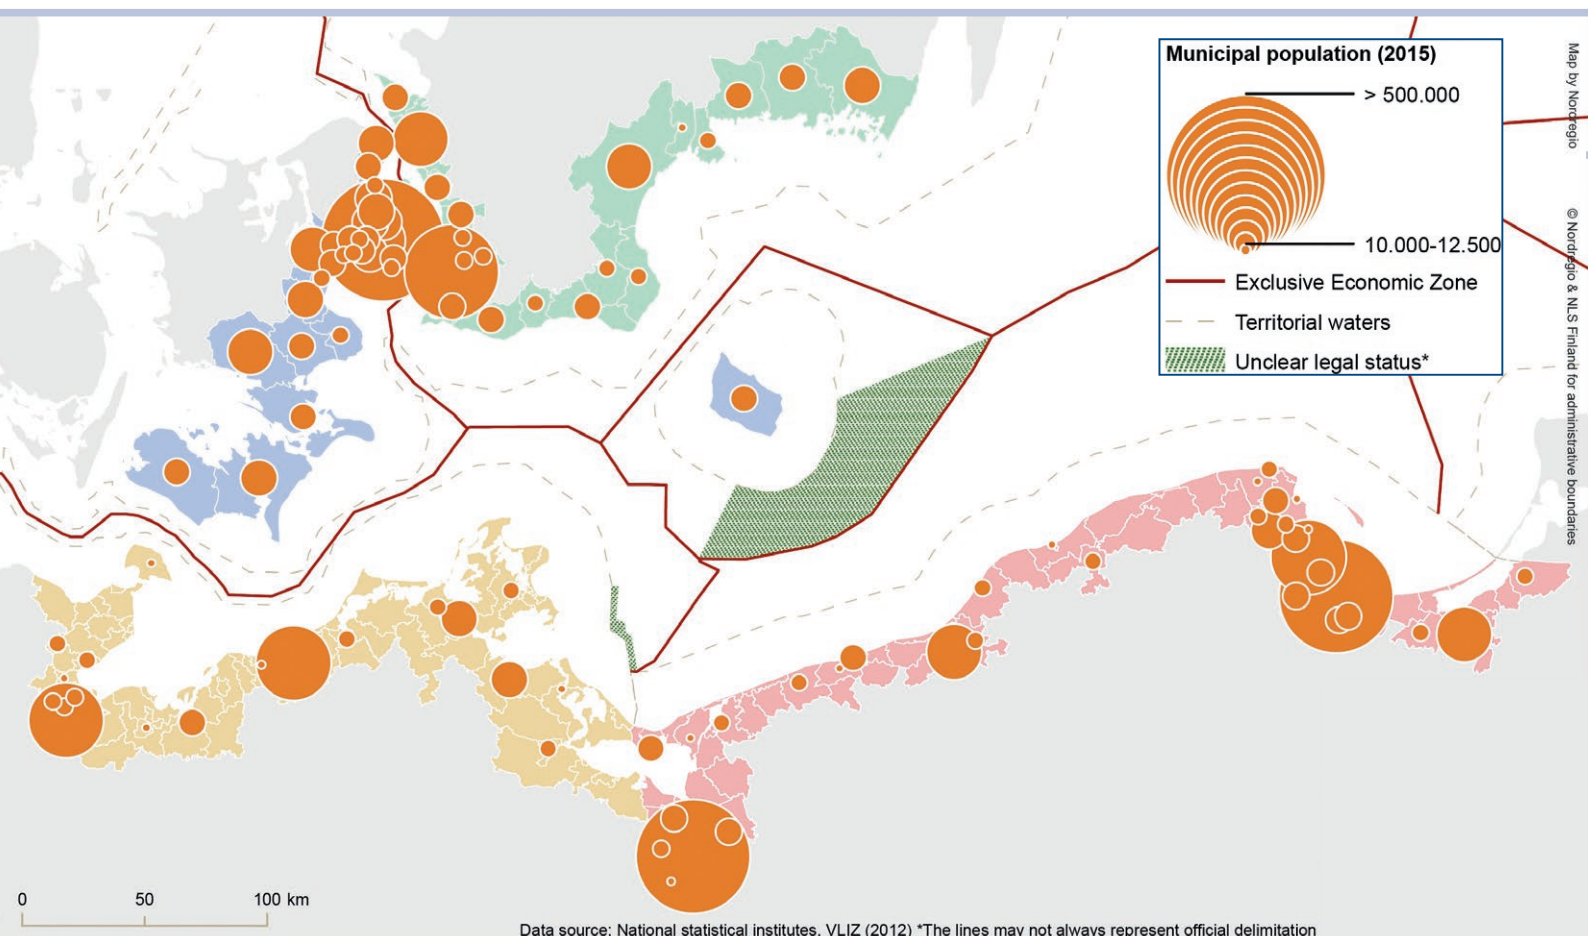 Municipal population (2015)
> 500.000
10.000-12.500
Exclusive Economic Zone
Territorial waters
Unclear legal status*
Map by Nordregio
© Nordregio & NLS Finland for administrative boundaries
0 50 100 km
Data source: National statistical institutes. VLIZ (2012) *The lines may not always represent official delimitation